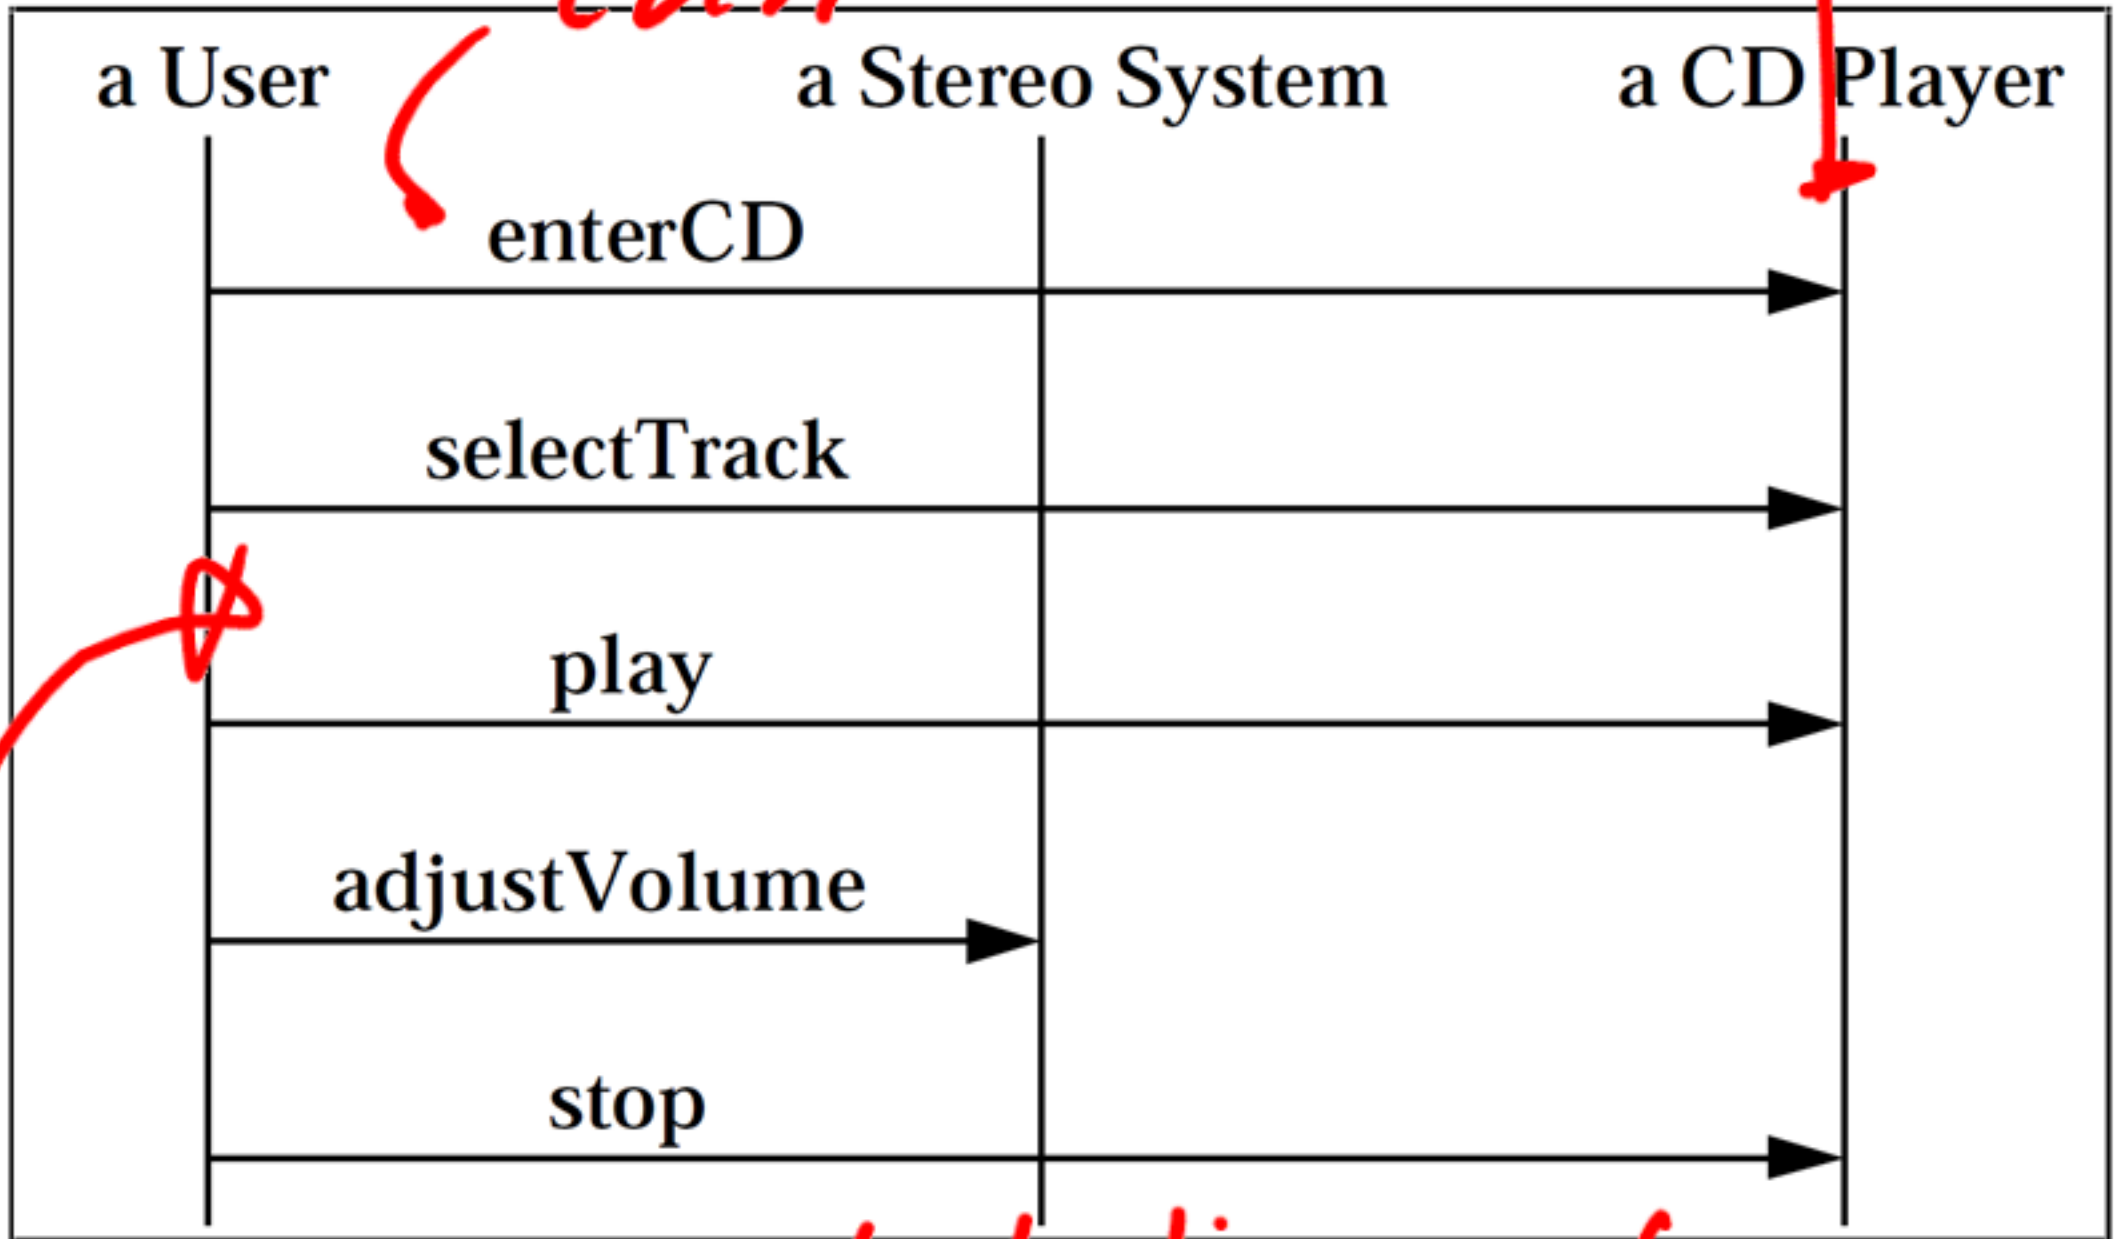 a User a Stereo System a CD Player
enterCD
selectTrack
play
adjustVolume
stop